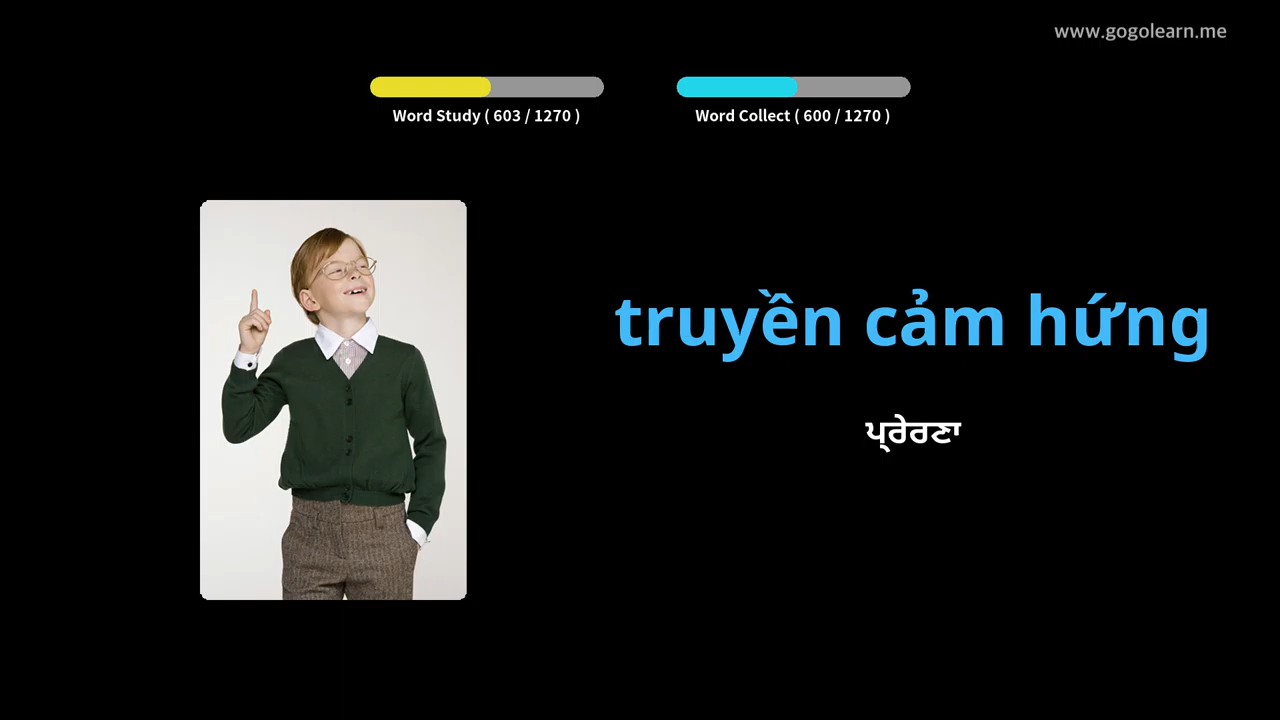 www.gogolearn.me
Word Study ( 603 / 1270 )
Word Collect ( 600 / 1270 )
truyền cảm hứng
ਪ੍ਰੇਰਣਾ